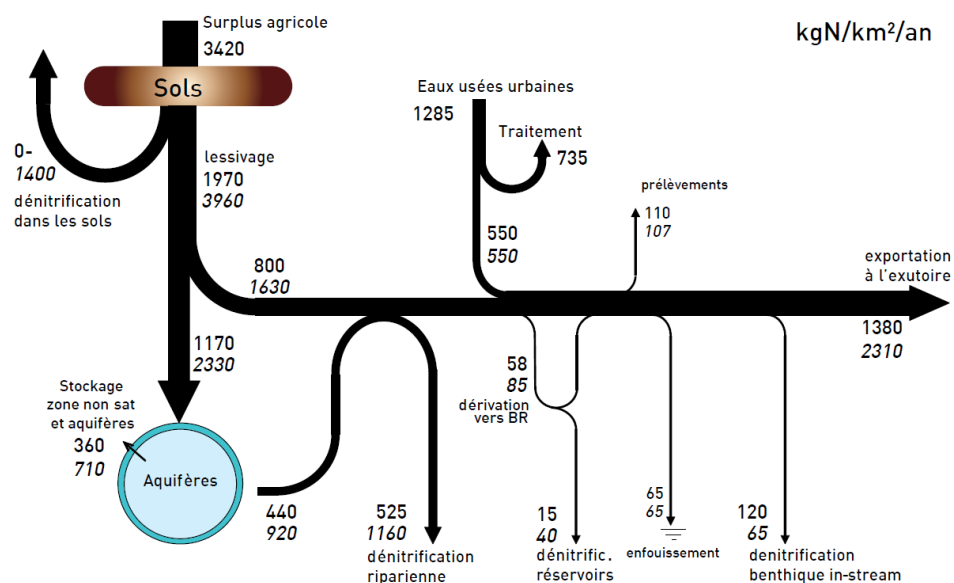 Surplus agricole
3420
kgN/km²/an
Sols
Eaux usées urbaines
1285
Traitement
735
0-
1400
dénitrification
dans les sols
lessivage
1970
3960
prélèvements
110
107
550
550
800
1630
exportation
à l'exutoire
1380
2310
1170
2330
58
85
dérivation
vers BR
Stockage
zone non sat
et aquifères
360
710
Aquifères
440
920
525
1160
dénitrification
riparienne
15
40
dénitrific.
réservoirs
65
65
enfouissement
120
65
denitrification
benthique in-stream